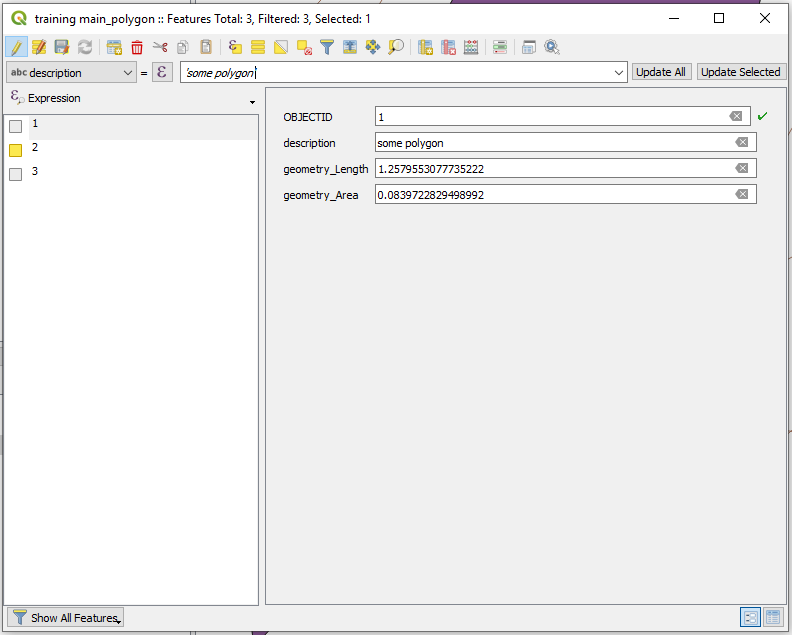 training main_polygon :: Features Total: 3, Filtered: 3, Selected: 1
abc description = ε 'some polygon' Update All Update Selected
ε Expression
1
2
3
OBJECTID 1
description some polygon
geometry_Length 1.2579553077735222
geometry_Area 0.0839722829498992
Show All Features